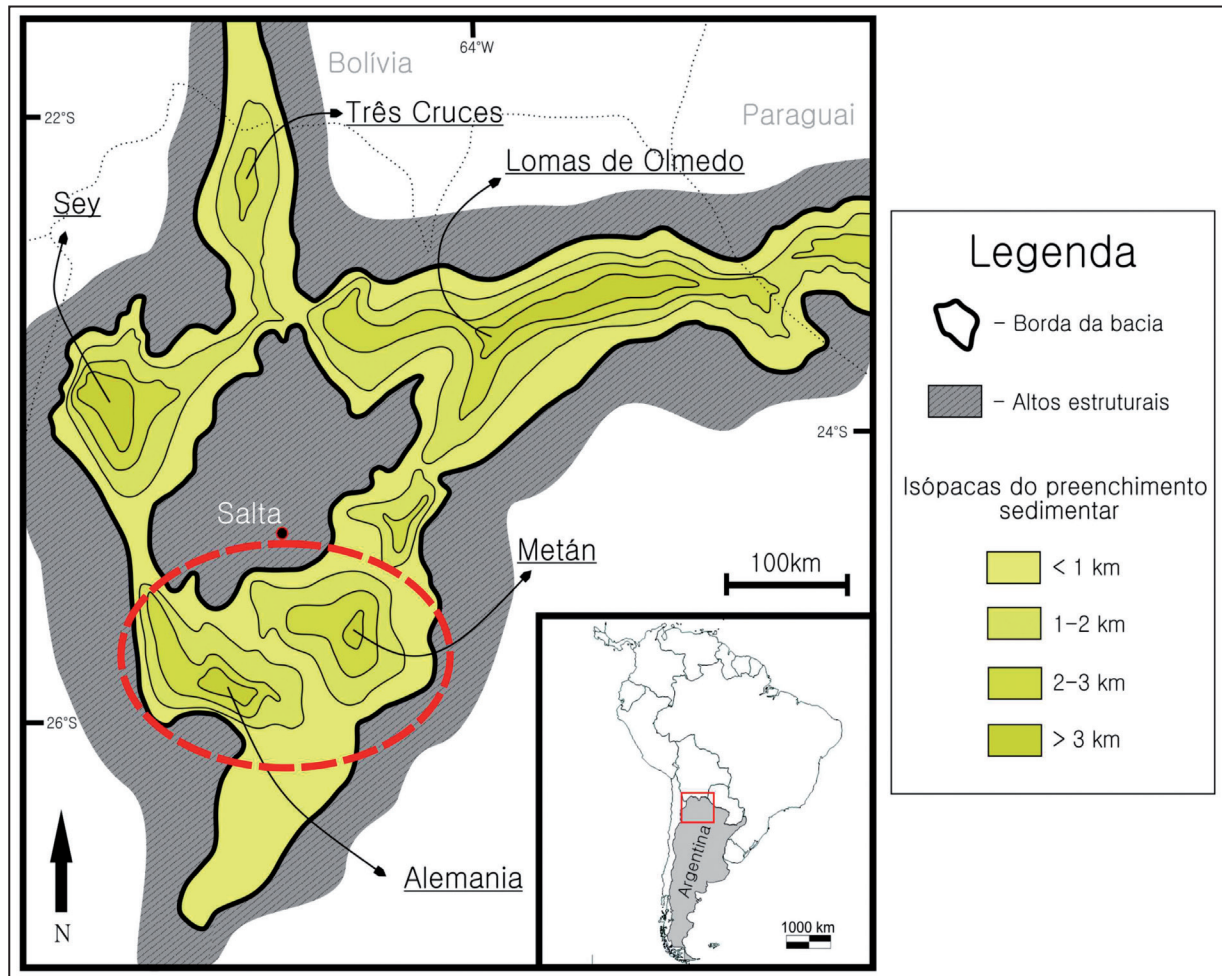 64°W
Bolívia
Três Cruces
22°S
Paraguai
Lomas de Olmedo
Sey
24°S
Salta
Metán
100km
26°S
Alemania
N
Argentina
1000 km
Legenda
- Borda da bacia
- Altos estruturais
Isópacas do preenchimento
sedimentar
< 1 km
1-2 km
2-3 km
> 3 km